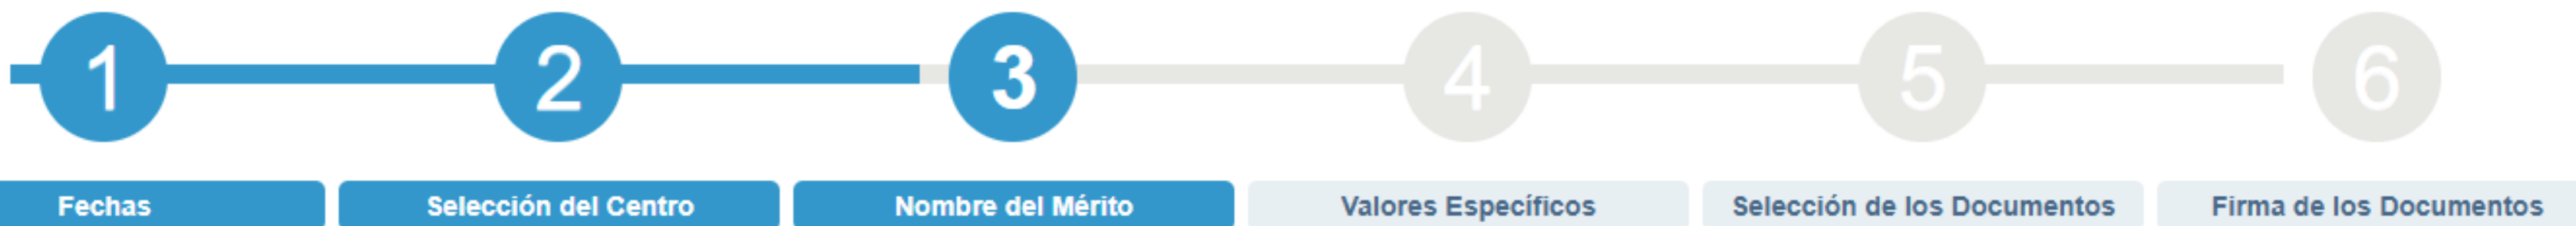 1 2 3 4 5 6
Fechas Selección del Centro Nombre del Mérito Valores Específicos Selección de los Documentos Firma de los Documentos